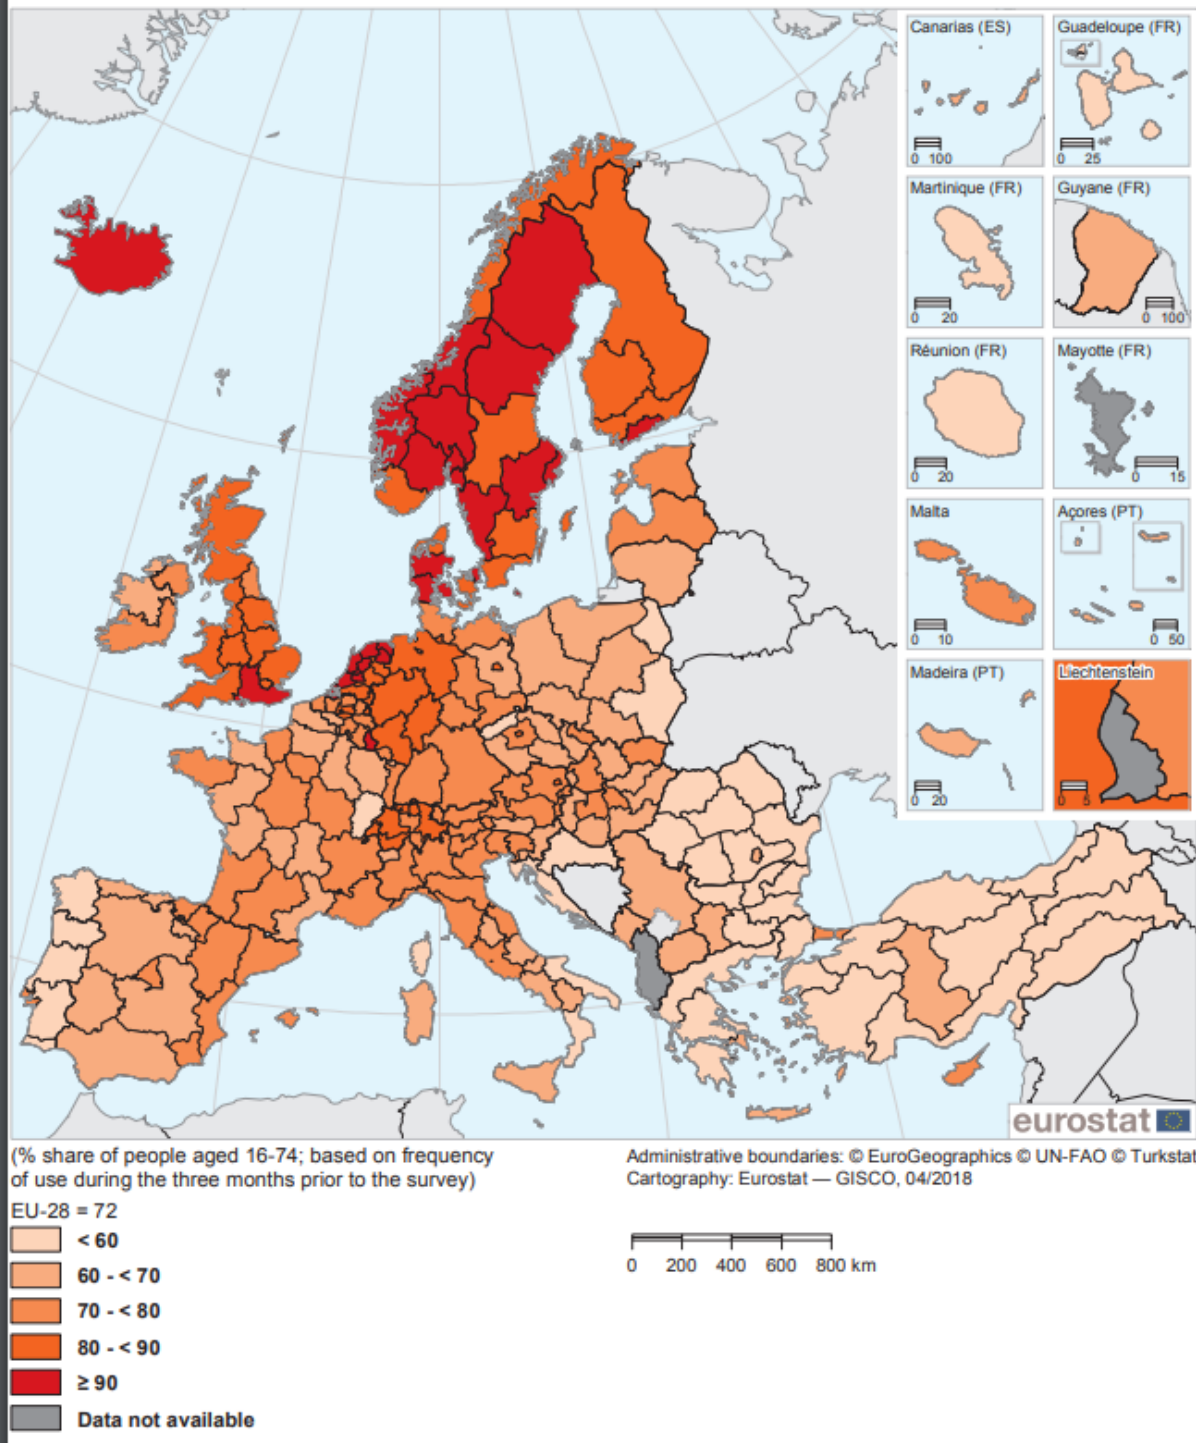 Canarias (ES)
0 100
Guadeloupe (FR)
0 25
Martinique (FR)
0 20
Guyane (FR)
0 100
Réunion (FR)
0 20
Mayotte (FR)
0 15
Malta
0 10
Açores (PT)
0 50
Madeira (PT)
0 20
Liechtenstein
0 5
eurostat
(% share of people aged 16-74; based on frequency
of use during the three months prior to the survey)
Administrative boundaries: © EuroGeographics © UN-FAO © Turkstat
Cartography: Eurostat — GISCO, 04/2018
EU-28 = 72
< 60
60 - < 70
70 - < 80
80 - < 90
≥ 90
Data not available
0 200 400 600 800 km